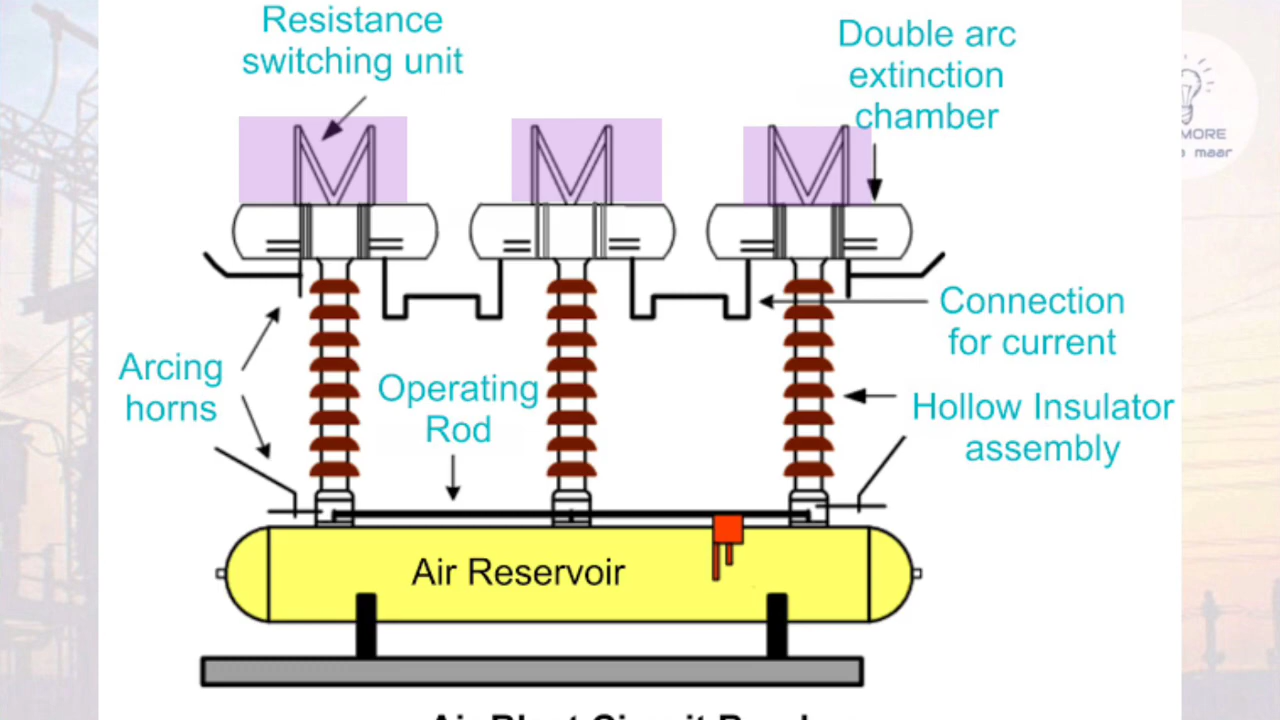 Resistance
switching unit
Double arc
extinction
chamber
MORE
maar
Connection
for current
Arcing
horns
Operating
Rod
Hollow Insulator
assembly
Air Reservoir